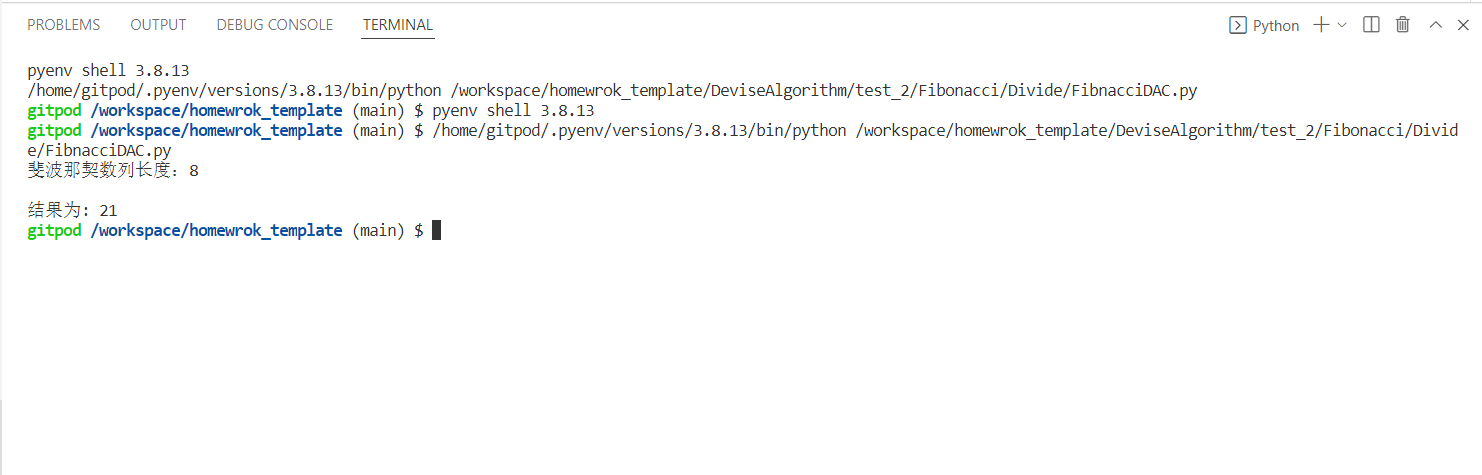 PROBLEMS OUTPUT DEBUG CONSOLE TERMINAL Python
pyenv shell 3.8.13
/home/gitpod/.pyenv/versions/3.8.13/bin/python /workspace/homewrok_template/DeviseAlgorithm/test_2/Fibonacci/Divide/FibnacciDAC.py
gitpod /workspace/homewrok_template (main) $ pyenv shell 3.8.13
gitpod /workspace/homewrok_template (main) $ /home/gitpod/.pyenv/versions/3.8.13/bin/python /workspace/homewrok_template/DeviseAlgorithm/test_2/Fibonacci/Divid
e/FibnacciDAC.py
斐波那契数列长度：8
结果为: 21
gitpod /workspace/homewrok_template (main) $